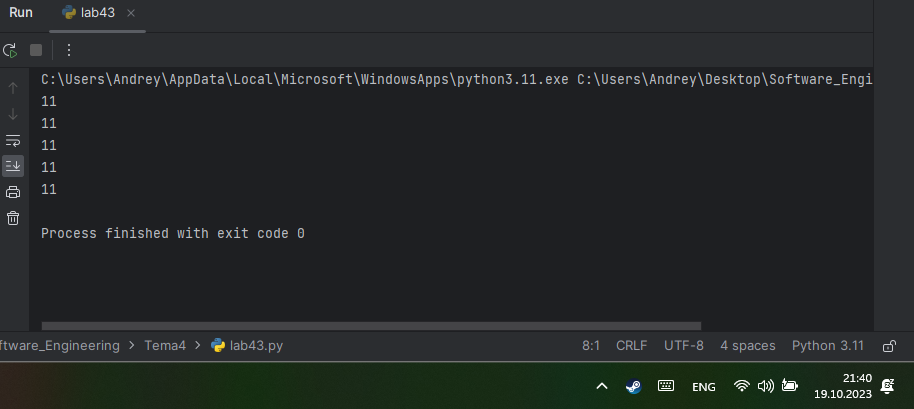 Run lab43
C:\Users\Andrey\AppData\Local\Microsoft\WindowsApps\python3.11.exe C:\Users\Andrey\Desktop\Software_Engi
11
11
11
11
11
Process finished with exit code 0
ftware_Engineering > Tema4 > lab43.py 8:1 CRLF UTF-8 4 spaces Python 3.11
ENG 21:40
19.10.2023